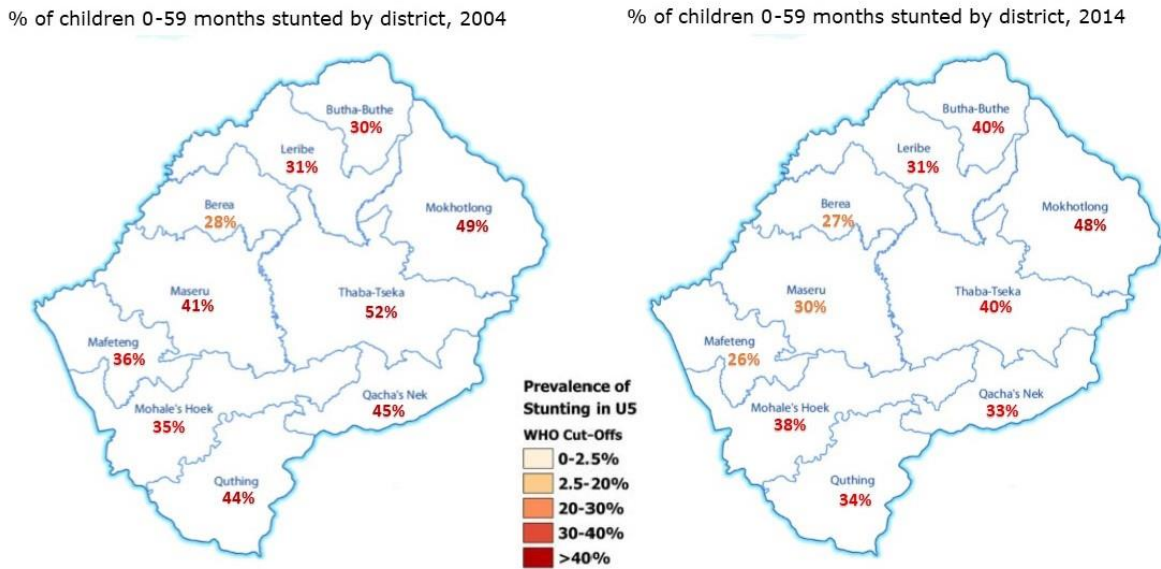 % of children 0-59 months stunted by district, 2004
Butha-Buthe
30%
Leribe
31%
Berea
28%
Mokhotlong
49%
Maseru
41%
Thaba-Tseka
52%
Mafeteng
36%
Qacha's Nek
45%
Mohale's Hoek
35%
Quthing
44%
Prevalence of
Stunting in U5
WHO Cut-Offs
0-2.5%
2.5-20%
20-30%
30-40%
>40%
% of children 0-59 months stunted by district, 2014
Butha-Buthe
40%
Leribe
31%
Berea
27%
Mokhotlong
48%
Maseru
30%
Thaba-Tseka
40%
Mafeteng
26%
Qacha's Nek
33%
Mohale's Hoek
38%
Quthing
34%